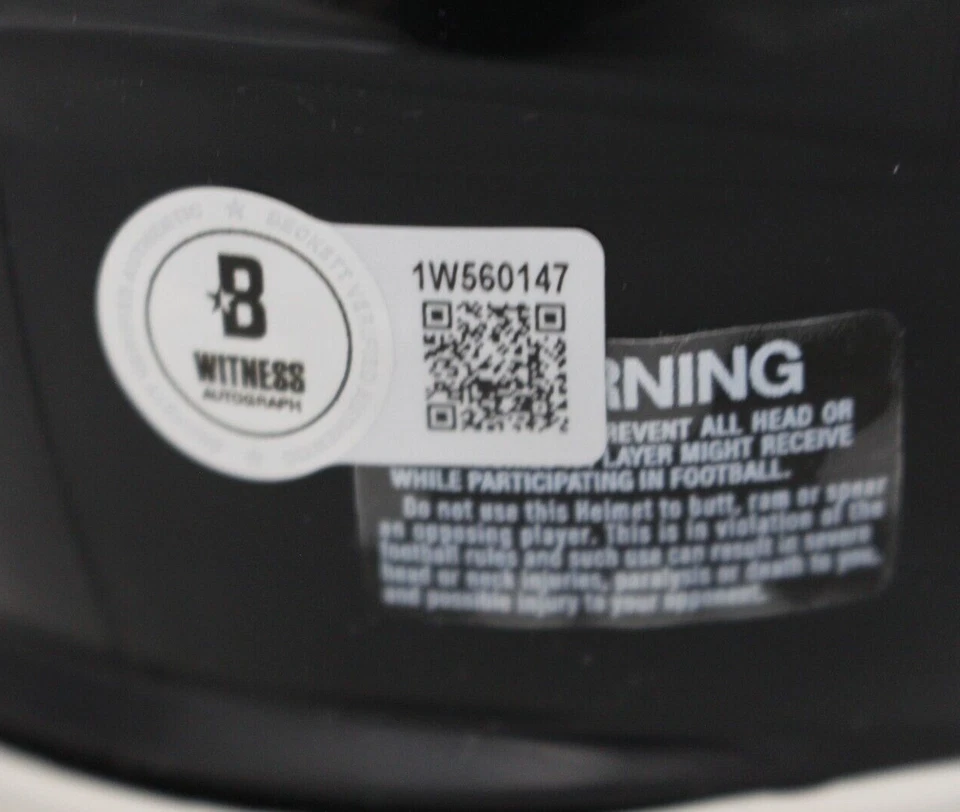 B
WITNESS
AUTOGRAPH
1W560147
RNING
REVENT ALL HEAD OR
LAYER MIGHT RECEIVE
WHILE PARTICIPATING IN FOOTBALL.
Do not use this Helmet to butt, ram or spear
an opposing player. This is in violation of the
football rules and such use can result in severe
head or neck injuries, paralysis or death to you,
and possible injury to your opponent.